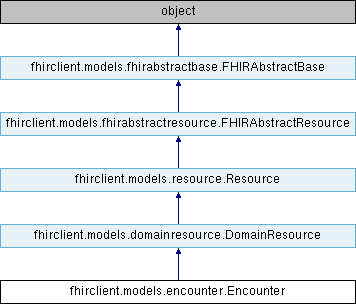 object
fhirclient.models.fhirabstractbase.FHIRAbstractBase
fhirclient.models.fhirabstractresource.FHIRAbstractResource
fhirclient.models.resource.Resource
fhirclient.models.domainresource.DomainResource
fhirclient.models.encounter.Encounter